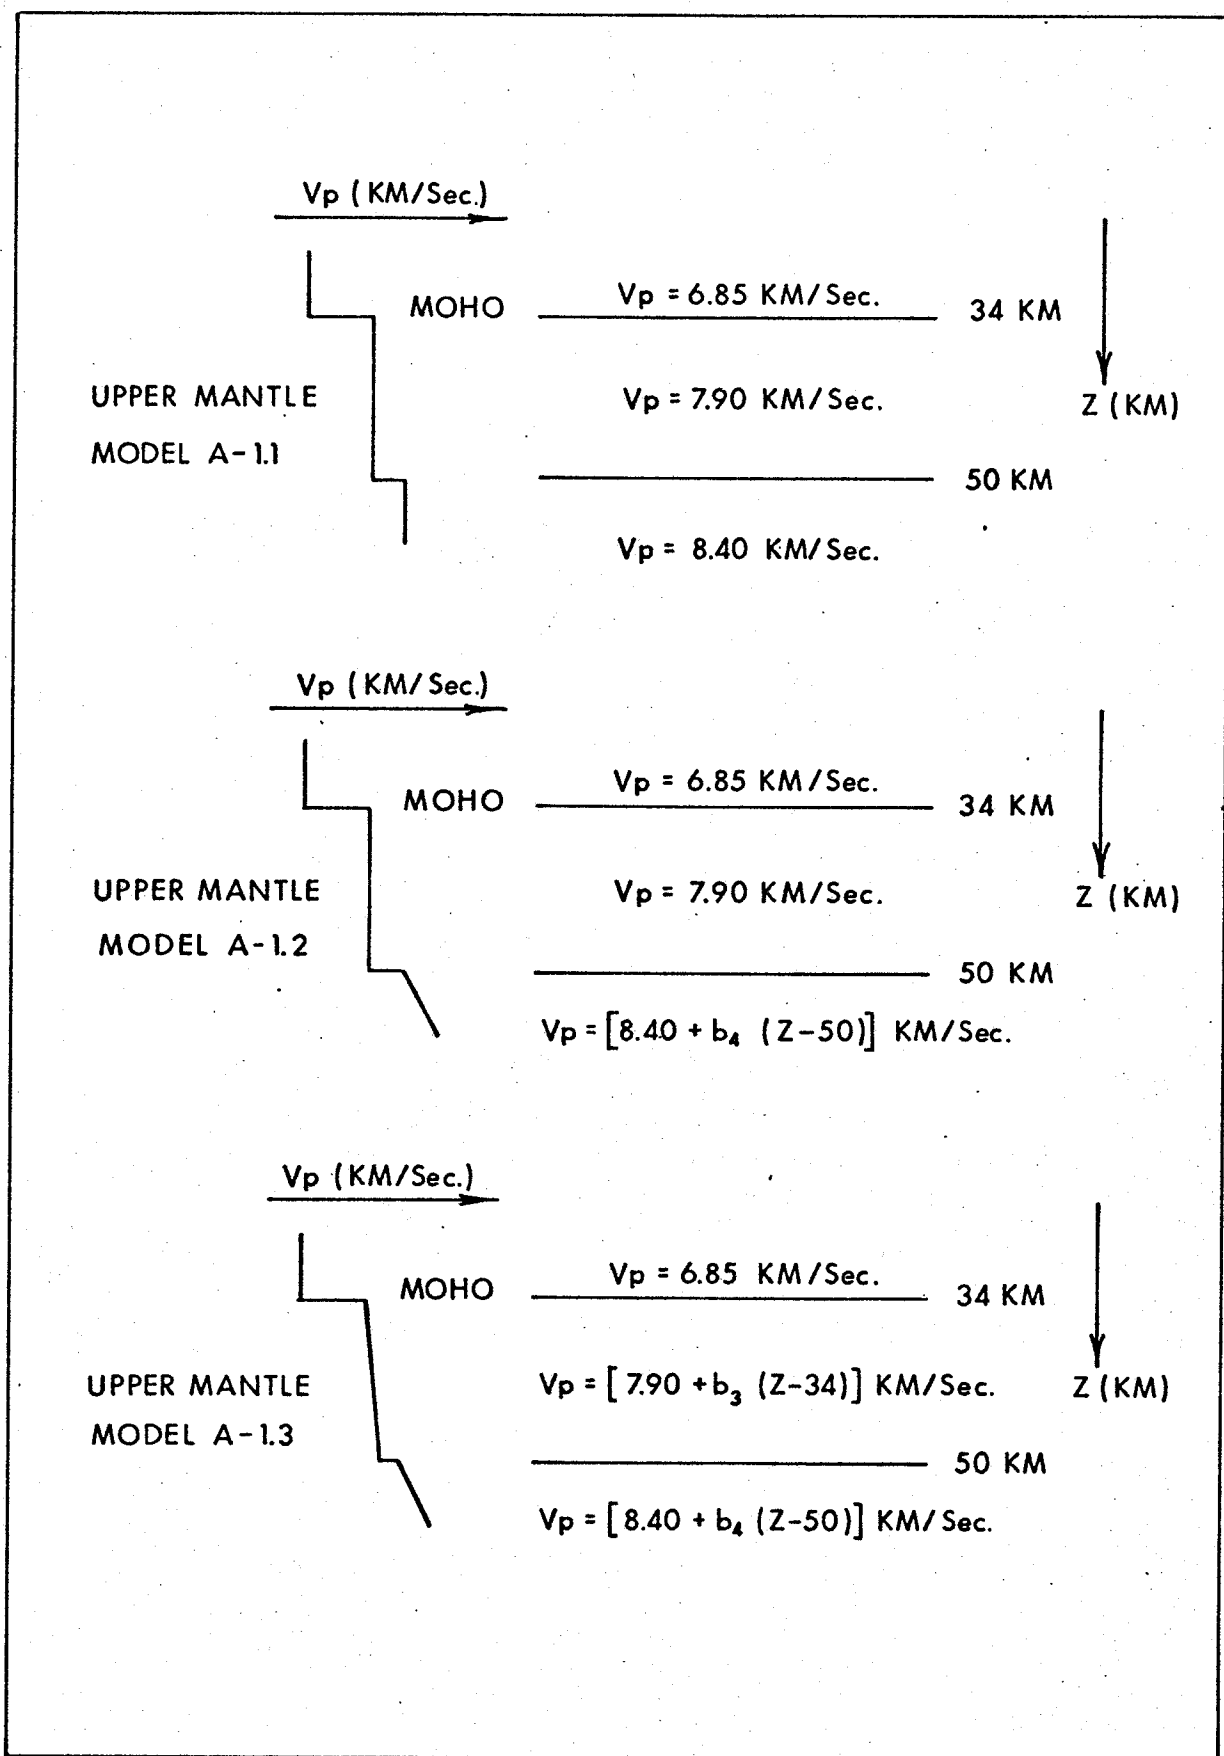 Vp (KM/Sec.)
MOHO Vp = 6.85 KM/Sec. 34 KM
UPPER MANTLE Vp = 7.90 KM/Sec. Z (KM)
MODEL A-1.1
50 KM
Vp = 8.40 KM/Sec.
Vp (KM/Sec.)
MOHO Vp = 6.85 KM/Sec. 34 KM
UPPER MANTLE Vp = 7.90 KM/Sec. Z (KM)
MODEL A-1.2
50 KM
Vp = [8.40 + b₄ (Z-50)] KM/Sec.
Vp (KM/Sec.)
MOHO Vp = 6.85 KM/Sec. 34 KM
UPPER MANTLE Vp = [7.90 + b₃ (Z-34)] KM/Sec. Z (KM)
MODEL A-1.3
50 KM
Vp = [8.40 + b₄ (Z-50)] KM/Sec.